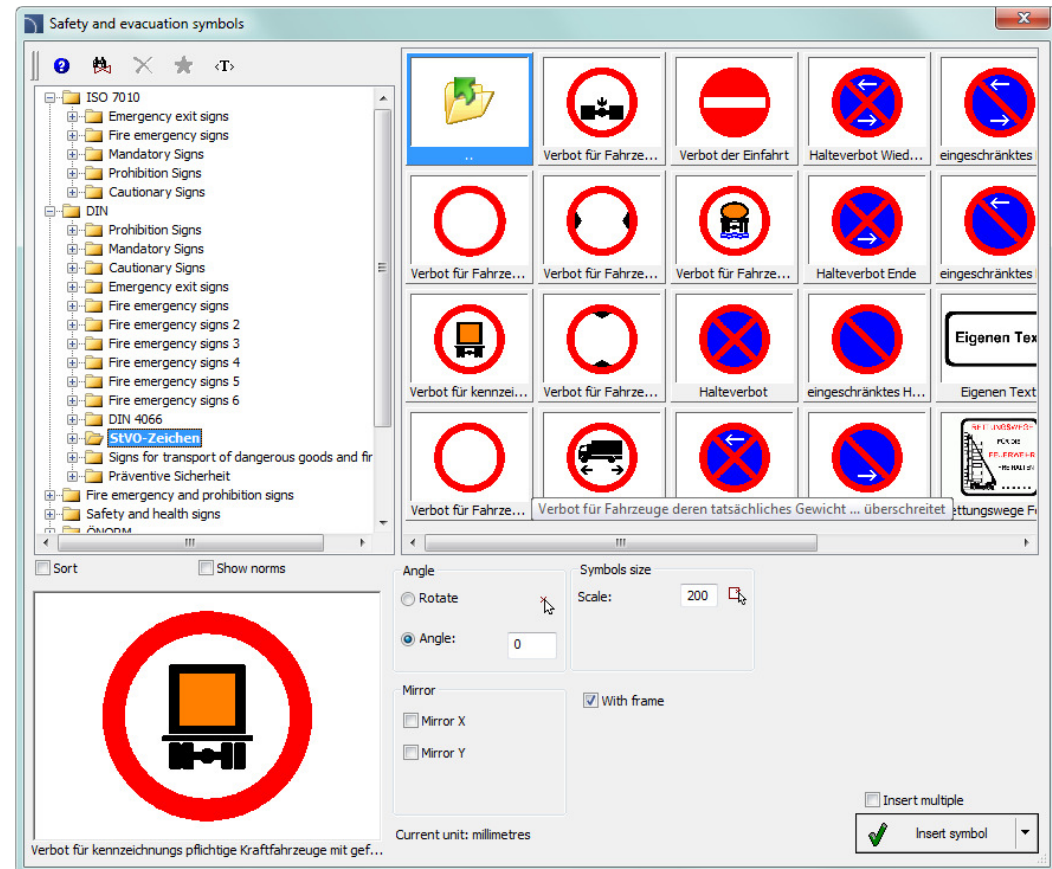 Safety and evacuation symbols
<T>
ISO 7010
Emergency exit signs
Fire emergency signs
Mandatory Signs
Prohibition Signs
Cautionary Signs
DIN
Prohibition Signs
Mandatory Signs
Cautionary Signs
Emergency exit signs
Fire emergency signs
Fire emergency signs 2
Fire emergency signs 3
Fire emergency signs 4
Fire emergency signs 5
Fire emergency signs 6
DIN 4066
StVO-Zeichen
Signs for transport of dangerous goods and fir
Präventive Sicherheit
Fire emergency and prohibition signs
Safety and health signs
ÖNORM
..
Verbot für Fahrze...
Verbot der Einfahrt
Halteverbot Wied...
eingeschränktes
Verbot für Fahrze...
Verbot für Fahrze...
Verbot für Fahrze...
Halteverbot Ende
eingeschränktes
Eigenen Tex
Verbot für kennzei...
Verbot für Fahrze...
Halteverbot
eingeschränktes H...
Eigenen Text
RETTUNGSWEGE
FÜR DIE
FEUERWEHR
Verbot für Fahrze...
Verbot für Fahrzeuge deren tatsächliches Gewicht ... überschreitet
ettungswege F
Sort
Show norms
Angle
Rotate
Angle:
0
Symbols size
Scale:
200
Mirror
Mirror X
Mirror Y
With frame
Current unit: millimetres
Insert multiple
Insert symbol
Verbot für kennzeichnungs pflichtige Kraftfahrzeuge mit gef...